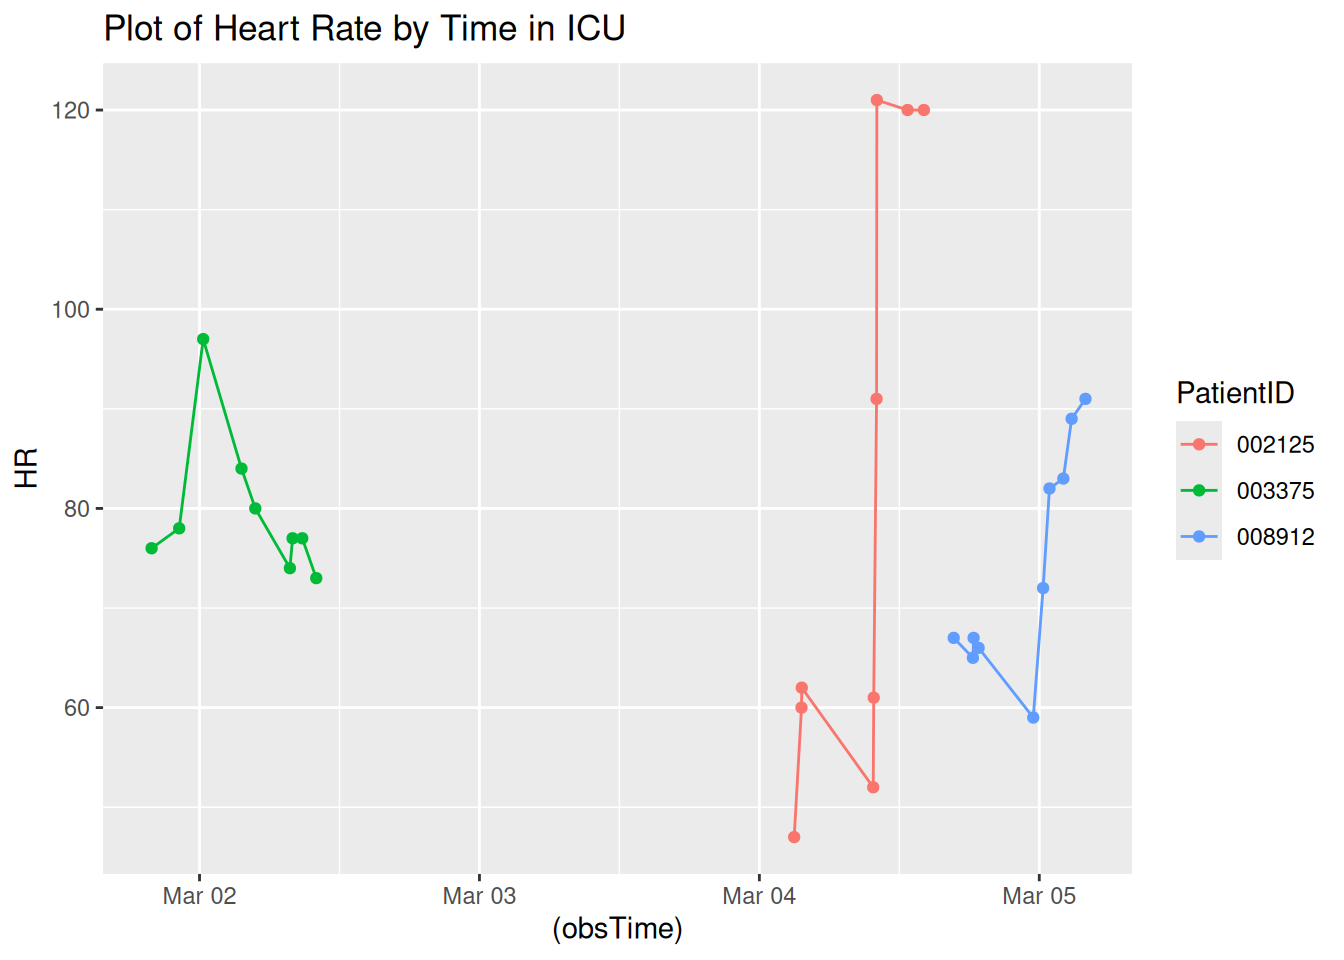 Plot of Heart Rate by Time in ICU
120
100
80
60
HR
Mar 02
Mar 03
Mar 04
Mar 05
(obsTime)
PatientID
002125
003375
008912